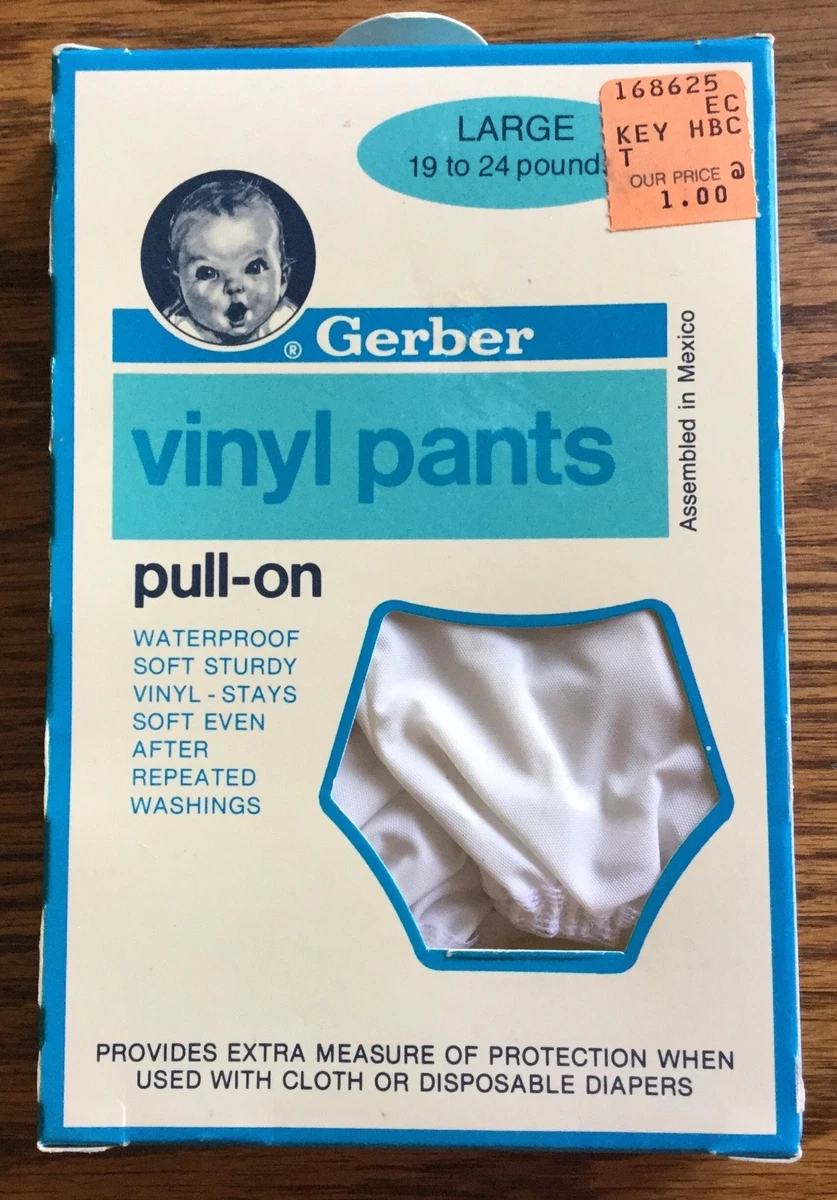 LARGE
19 to 24 pound
168625
EC
KEY HBC
T
OUR PRICE @
1.00
® Gerber
Assembled in Mexico
vinyl pants
pull-on
WATERPROOF
SOFT STURDY
VINYL - STAYS
SOFT EVEN
AFTER
REPEATED
WASHINGS
PROVIDES EXTRA MEASURE OF PROTECTION WHEN
USED WITH CLOTH OR DISPOSABLE DIAPERS